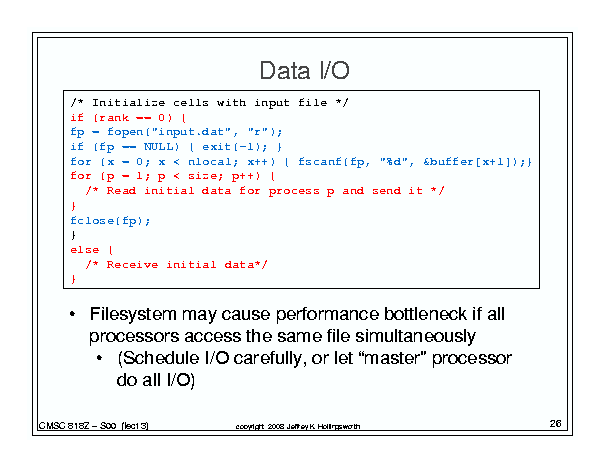 Data I/O
/* Initialize cells with input file */
if (rank == 0) {
fp = fopen("input.dat", "r");
if (fp == NULL) { exit(-1); }
for (x = 0; x < nlocal; x++) { fscanf(fp, "%d", &buffer[x+1]);}
for (p = 1; p < size; p++) {
/* Read initial data for process p and send it */
}
fclose(fp);
}
else {
/* Receive initial data*/
}
• Filesystem may cause performance bottleneck if all
processors access the same file simultaneously
• (Schedule I/O carefully, or let “master” processor
do all I/O)
CMSC 818Z – S00 (lect3)
copyright 2008 Jeffrey K Hollingsworth
26